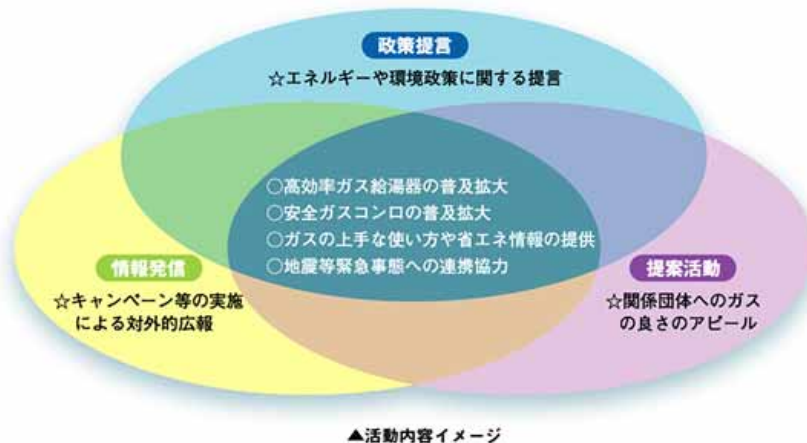 政策提言
☆エネルギーや環境政策に関する提言
○高効率ガス給湯器の普及拡大
○安全ガスコンロの普及拡大
○ガスの上手な使い方や省エネ情報の提供
○地震等緊急事態への連携協力
情報発信
☆キャンペーン等の実施
による対外的広報
提案活動
☆関係団体へのガス
の良さのアピール
▲活動内容イメージ